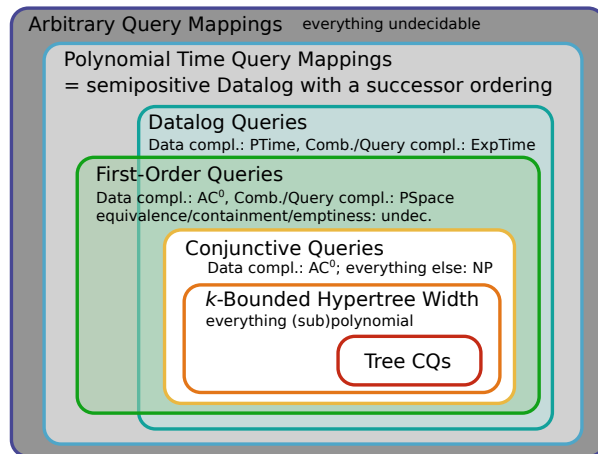 Arbitrary Query Mappings everything undecidable
Polynomial Time Query Mappings
= semipositive Datalog with a successor ordering
Datalog Queries
Data compl.: PTime, Comb./Query compl.: ExpTime
First-Order Queries
Data compl.: AC⁰, Comb./Query compl.: PSpace
equivalence/containment/emptiness: undec.
Conjunctive Queries
Data compl.: AC⁰; everything else: NP
k-Bounded Hypertree Width
everything (sub)polynomial
Tree CQs